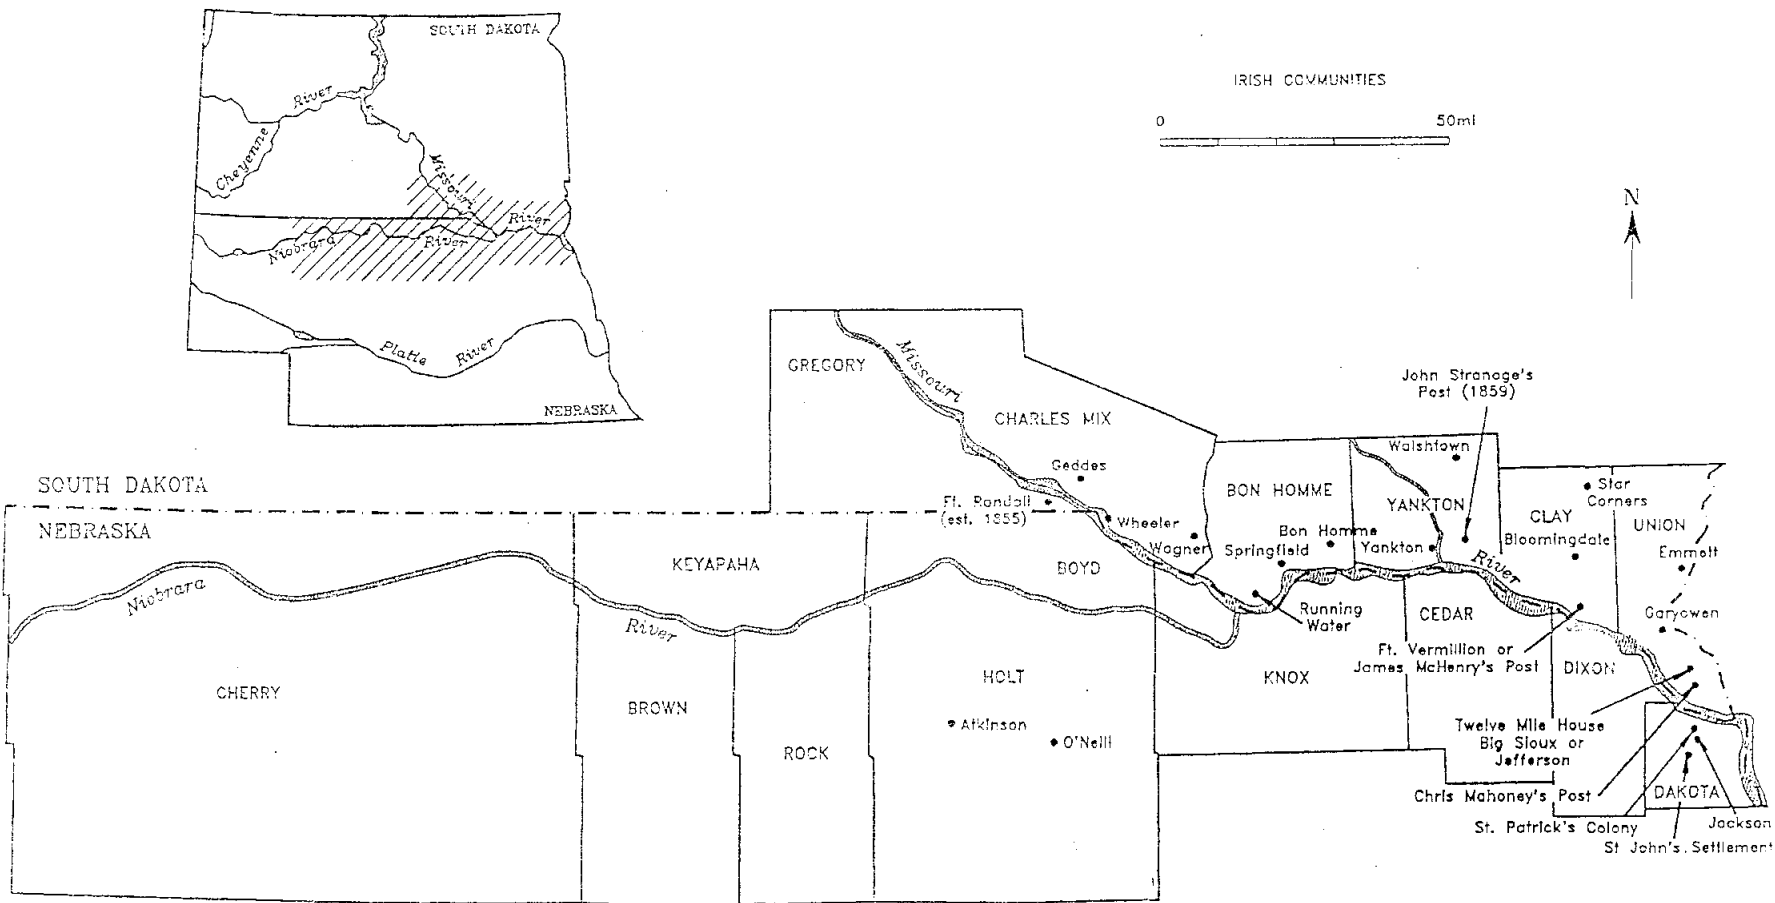 SOUTH DAKOTA
River
Cheyenne
Missouri
River
Niobrara
River
Platte
River
NEBRASKA
IRISH COMMUNITIES
0
50mi
N
GREGORY
Missouri
CHARLES MIX
John Stranage's
Post (1859)
Walshtown
Geddes
Star
Corners
SOUTH DAKOTA
BON HOMME
YANKTON
Ft. Randall
(est. 1855)
CLAY
UNION
NEBRASKA
Wheeler
Bon Homme
Bloomingdale
Wagner
Springfield
Yankton
River
Emmett
KEYAPAHA
BOYD
Niobrara
River
Running
Water
CEDAR
Garyowen
Ft. Vermillion or
James McHenry's Post
DIXON
HOLT
KNOX
CHERRY
BROWN
Atkinson
O'Neill
ROCK
Twelve Mile House
Big Sioux or
Jefferson
Chris Mahoney's Post
DAKOTA
St. Patrick's Colony
Jackson
St John's Settlement